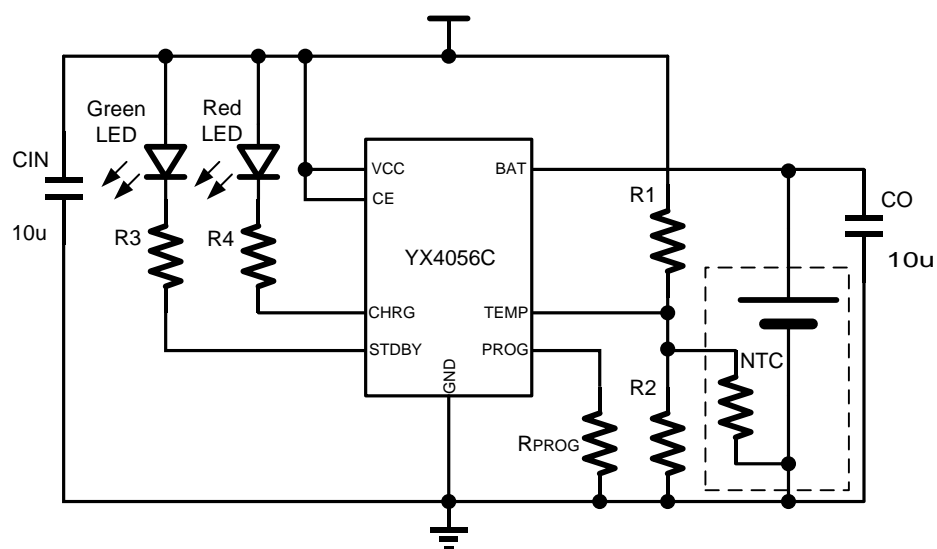 Green
LED
Red
LED
CIN
10u
R3
R4
VCC
CE
YX4056C
CHRG
STDBY
GND
BAT
TEMP
PROG
RPROG
R1
R2
NTC
CO
10u